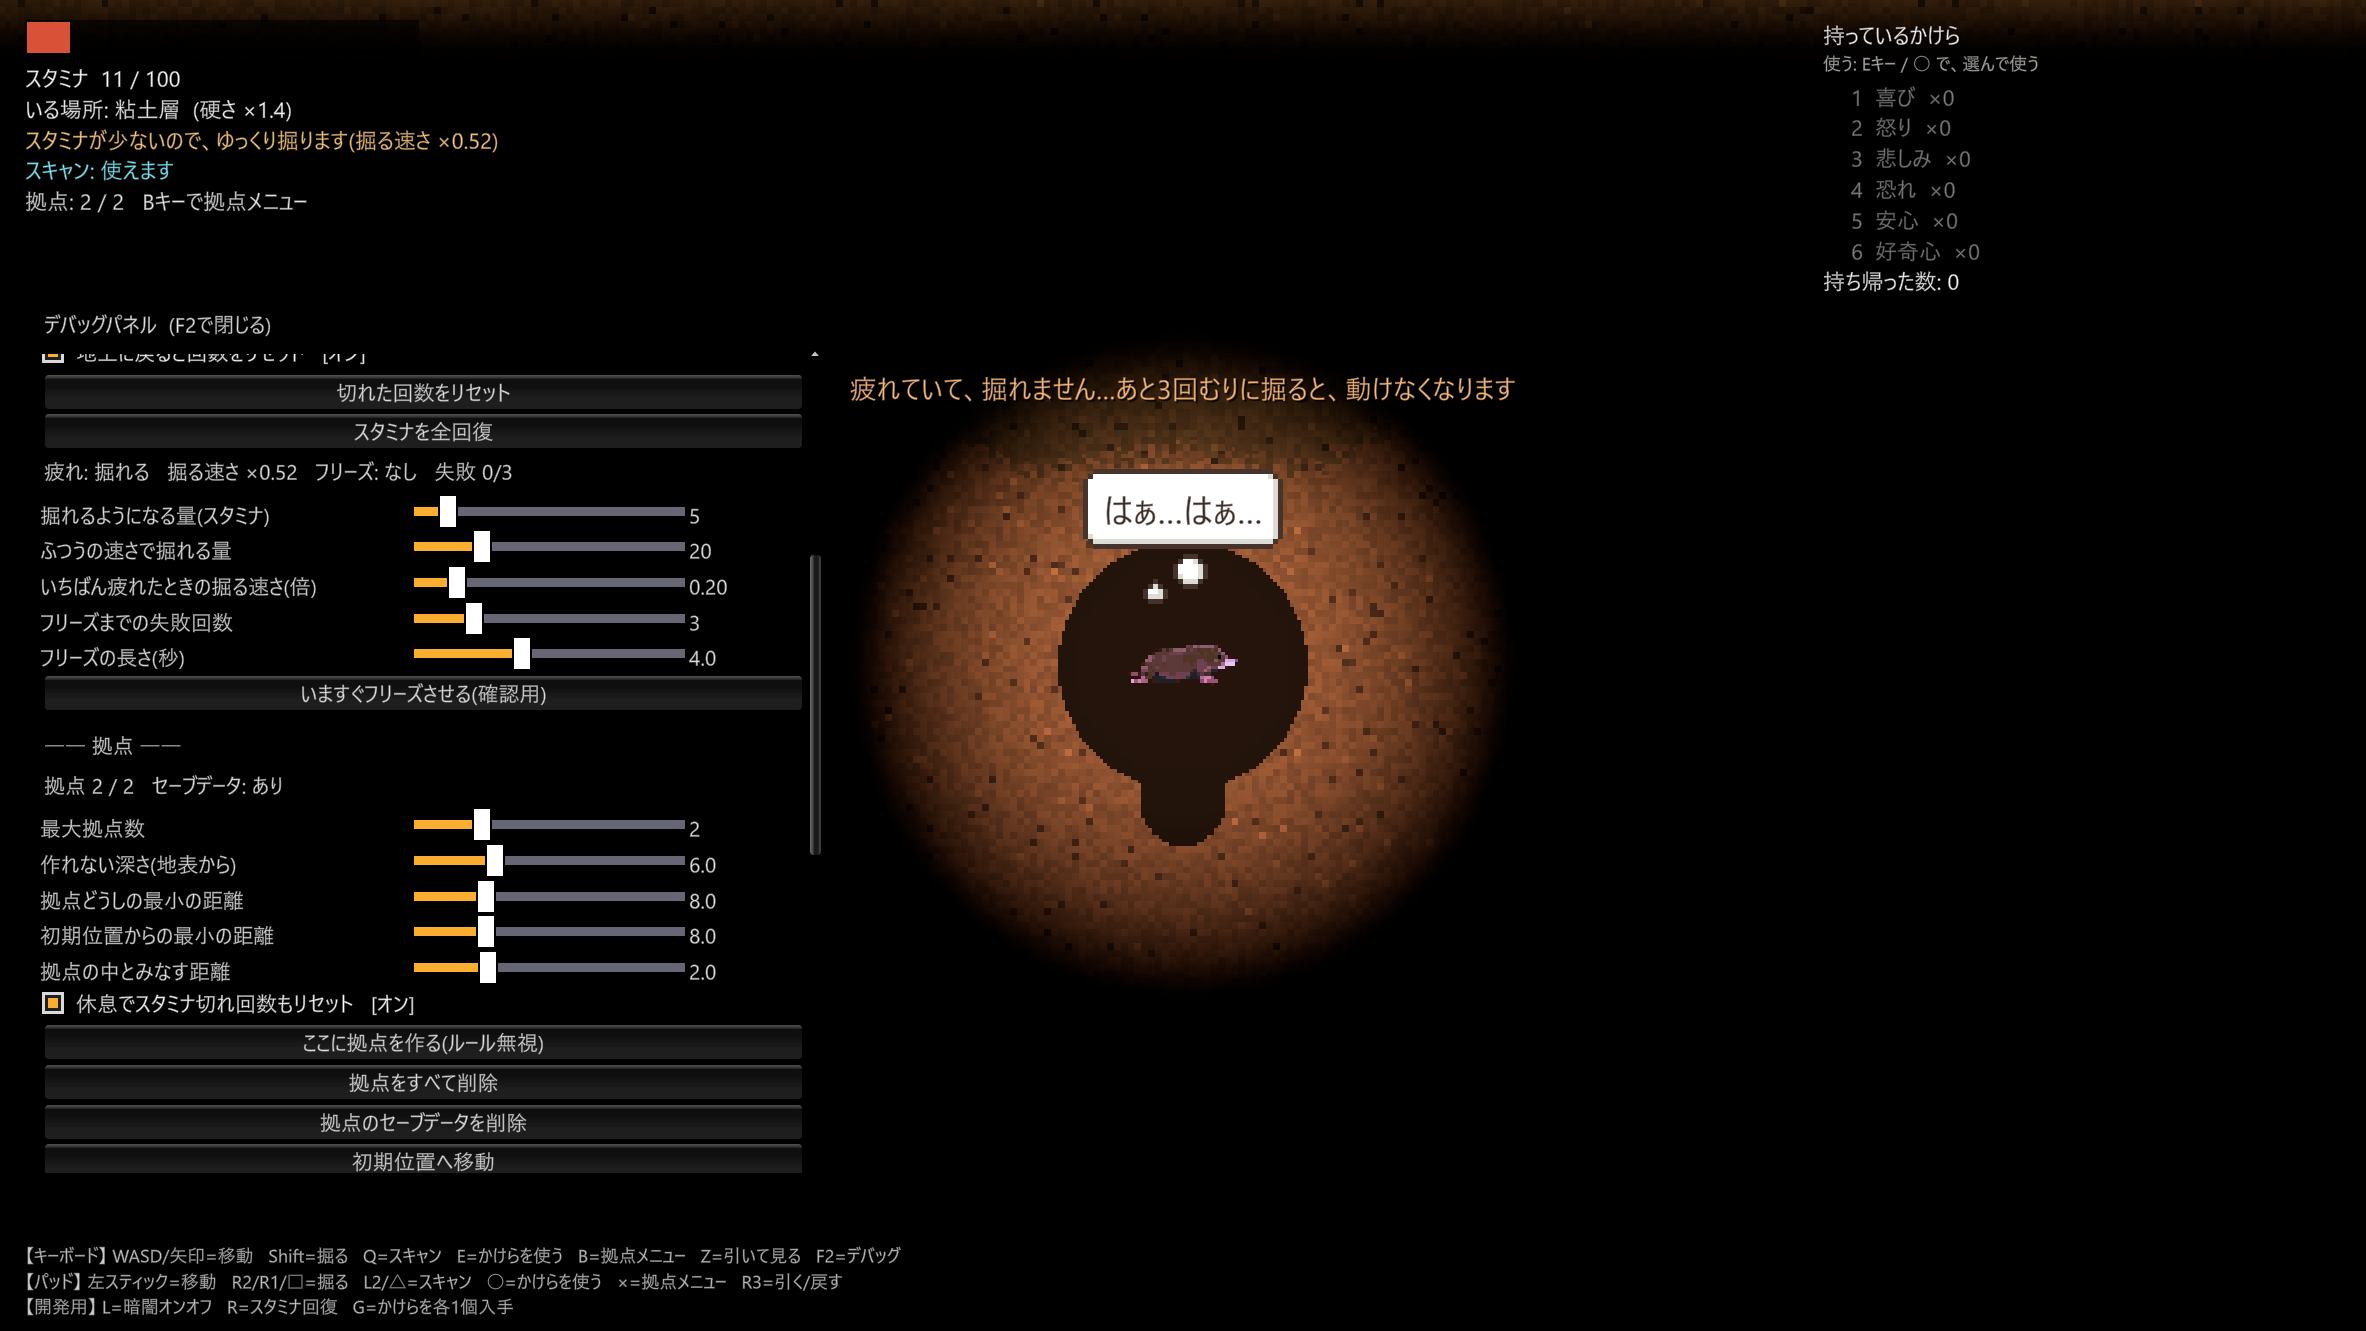 スタミナ 11 / 100
いる場所: 粘土層 (硬さ ×1.4)
スタミナが少ないので、ゆっくり掘ります(掘る速さ ×0.52)
スキャン: 使えます
拠点: 2 / 2 Bキーで拠点メニュー
持っているかけら
使う: Eキー / ○ で、選んで使う
1 喜び ×0
2 怒り ×0
3 悲しみ ×0
4 恐れ ×0
5 安心 ×0
6 好奇心 ×0
持ち帰った数: 0
デバッグパネル (F2で閉じる)
地上に戻ると回数をリセット [オン]
切れた回数をリセット
スタミナを全回復
疲れ: 掘れる 掘る速さ ×0.52 フリーズ: なし 失敗 0/3
掘れるようになる量(スタミナ) 5
ふつうの速さで掘れる量 20
いちばん疲れたときの掘る速さ(倍) 0.20
フリーズまでの失敗回数 3
フリーズの長さ(秒) 4.0
いますぐフリーズさせる(確認用)
―― 拠点 ――
拠点 2 / 2 セーブデータ: あり
最大拠点数 2
作れない深さ(地表から) 6.0
拠点どうしの最小の距離 8.0
初期位置からの最小の距離 8.0
拠点の中とみなす距離 2.0
休息でスタミナ切れ回数もリセット [オン]
ここに拠点を作る(ルール無視)
拠点をすべて削除
拠点のセーブデータを削除
初期位置へ移動
疲れていて、掘れません…あと3回むりに掘ると、動けなくなります
はぁ…はぁ…
【キーボード】WASD/矢印=移動 Shift=掘る Q=スキャン E=かけらを使う B=拠点メニュー Z=引いて見る F2=デバッグ
【パッド】左スティック=移動 R2/R1/□=掘る L2/△=スキャン ○=かけらを使う ×=拠点メニュー R3=引く/戻す
【開発用】L=暗闇オンオフ R=スタミナ回復 G=かけらを各1個入手